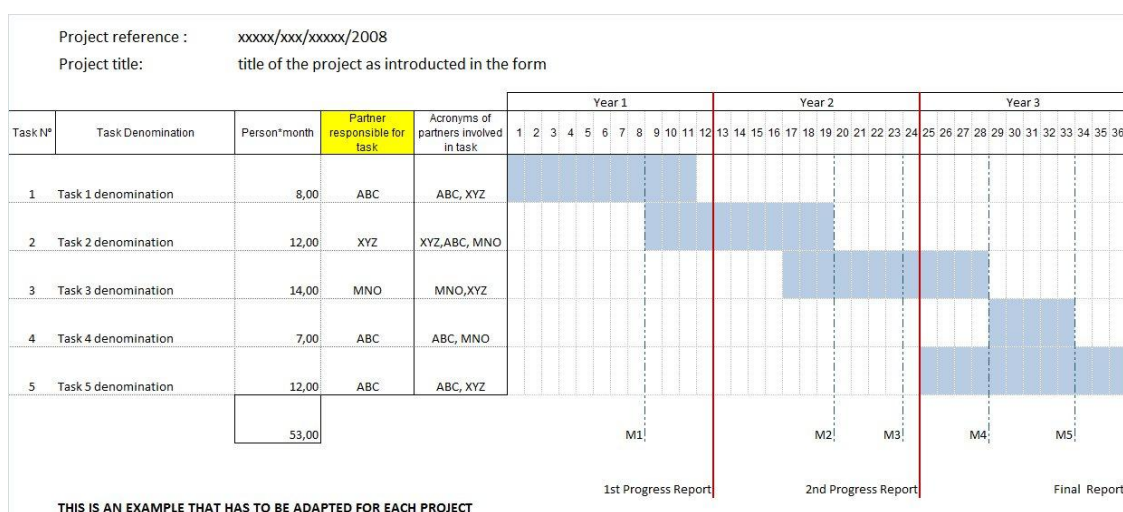 Project reference : xxxxx/xxx/xxxxx/2008
Project title: title of the project as introducted in the form
Year 1 Year 2 Year 3
Task Nº Task Denomination Person*month Partner responsible for task Acronyms of partners involved in task 1 2 3 4 5 6 7 8 9 10 11 12 13 14 15 16 17 18 19 20 21 22 23 24 25 26 27 28 29 30 31 32 33 34 35 36
1 Task 1 denomination 8,00 ABC ABC, XYZ
2 Task 2 denomination 12,00 XYZ XYZ,ABC, MNO
3 Task 3 denomination 14,00 MNO MNO,XYZ
4 Task 4 denomination 7,00 ABC ABC, MNO
5 Task 5 denomination 12,00 ABC ABC, XYZ
53,00 M1 M2 M3 M4 M5
1st Progress Report 2nd Progress Report Final Report
THIS IS AN EXAMPLE THAT HAS TO BE ADAPTED FOR EACH PROJECT